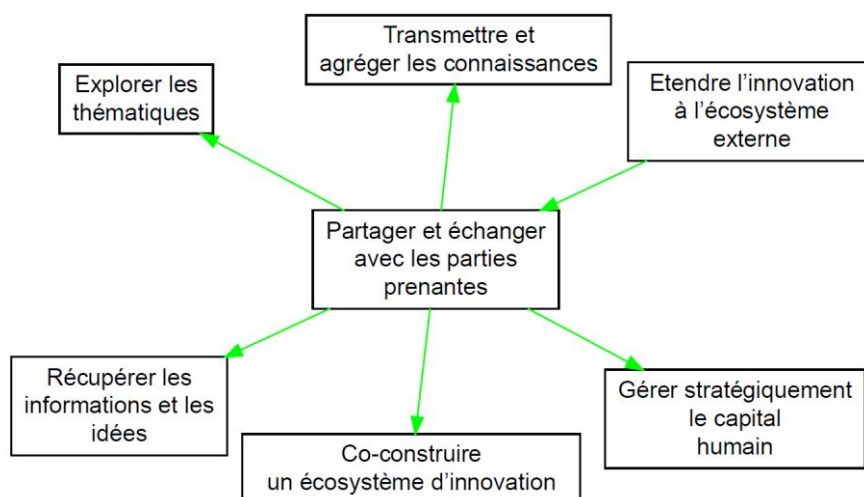 Transmettre et
agréger les connaissances
Explorer les
thématiques
Etendre l'innovation
à l'écosystème
externe
Partager et échanger
avec les parties
prenantes
Récupérer les
informations et les
idées
Gérer stratégiquement
le capital
humain
Co-construire
un écosystème d'innovation